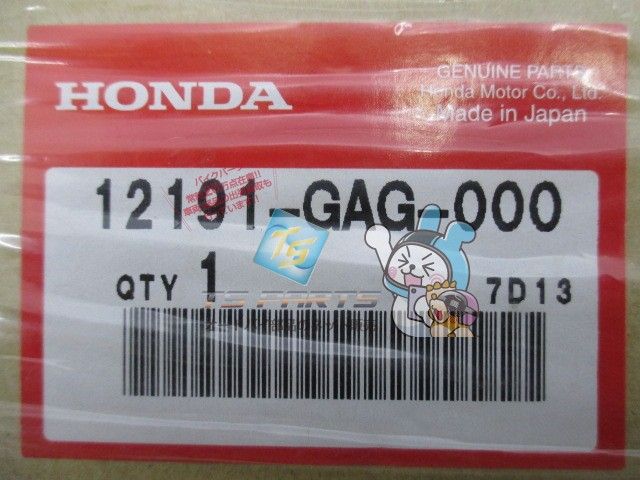 GENUINE PARTS
HONDA
Honda Motor Co., Ltd.
Made in Japan
12191-GAG-000
QTY 1
TS PARTS
7D13